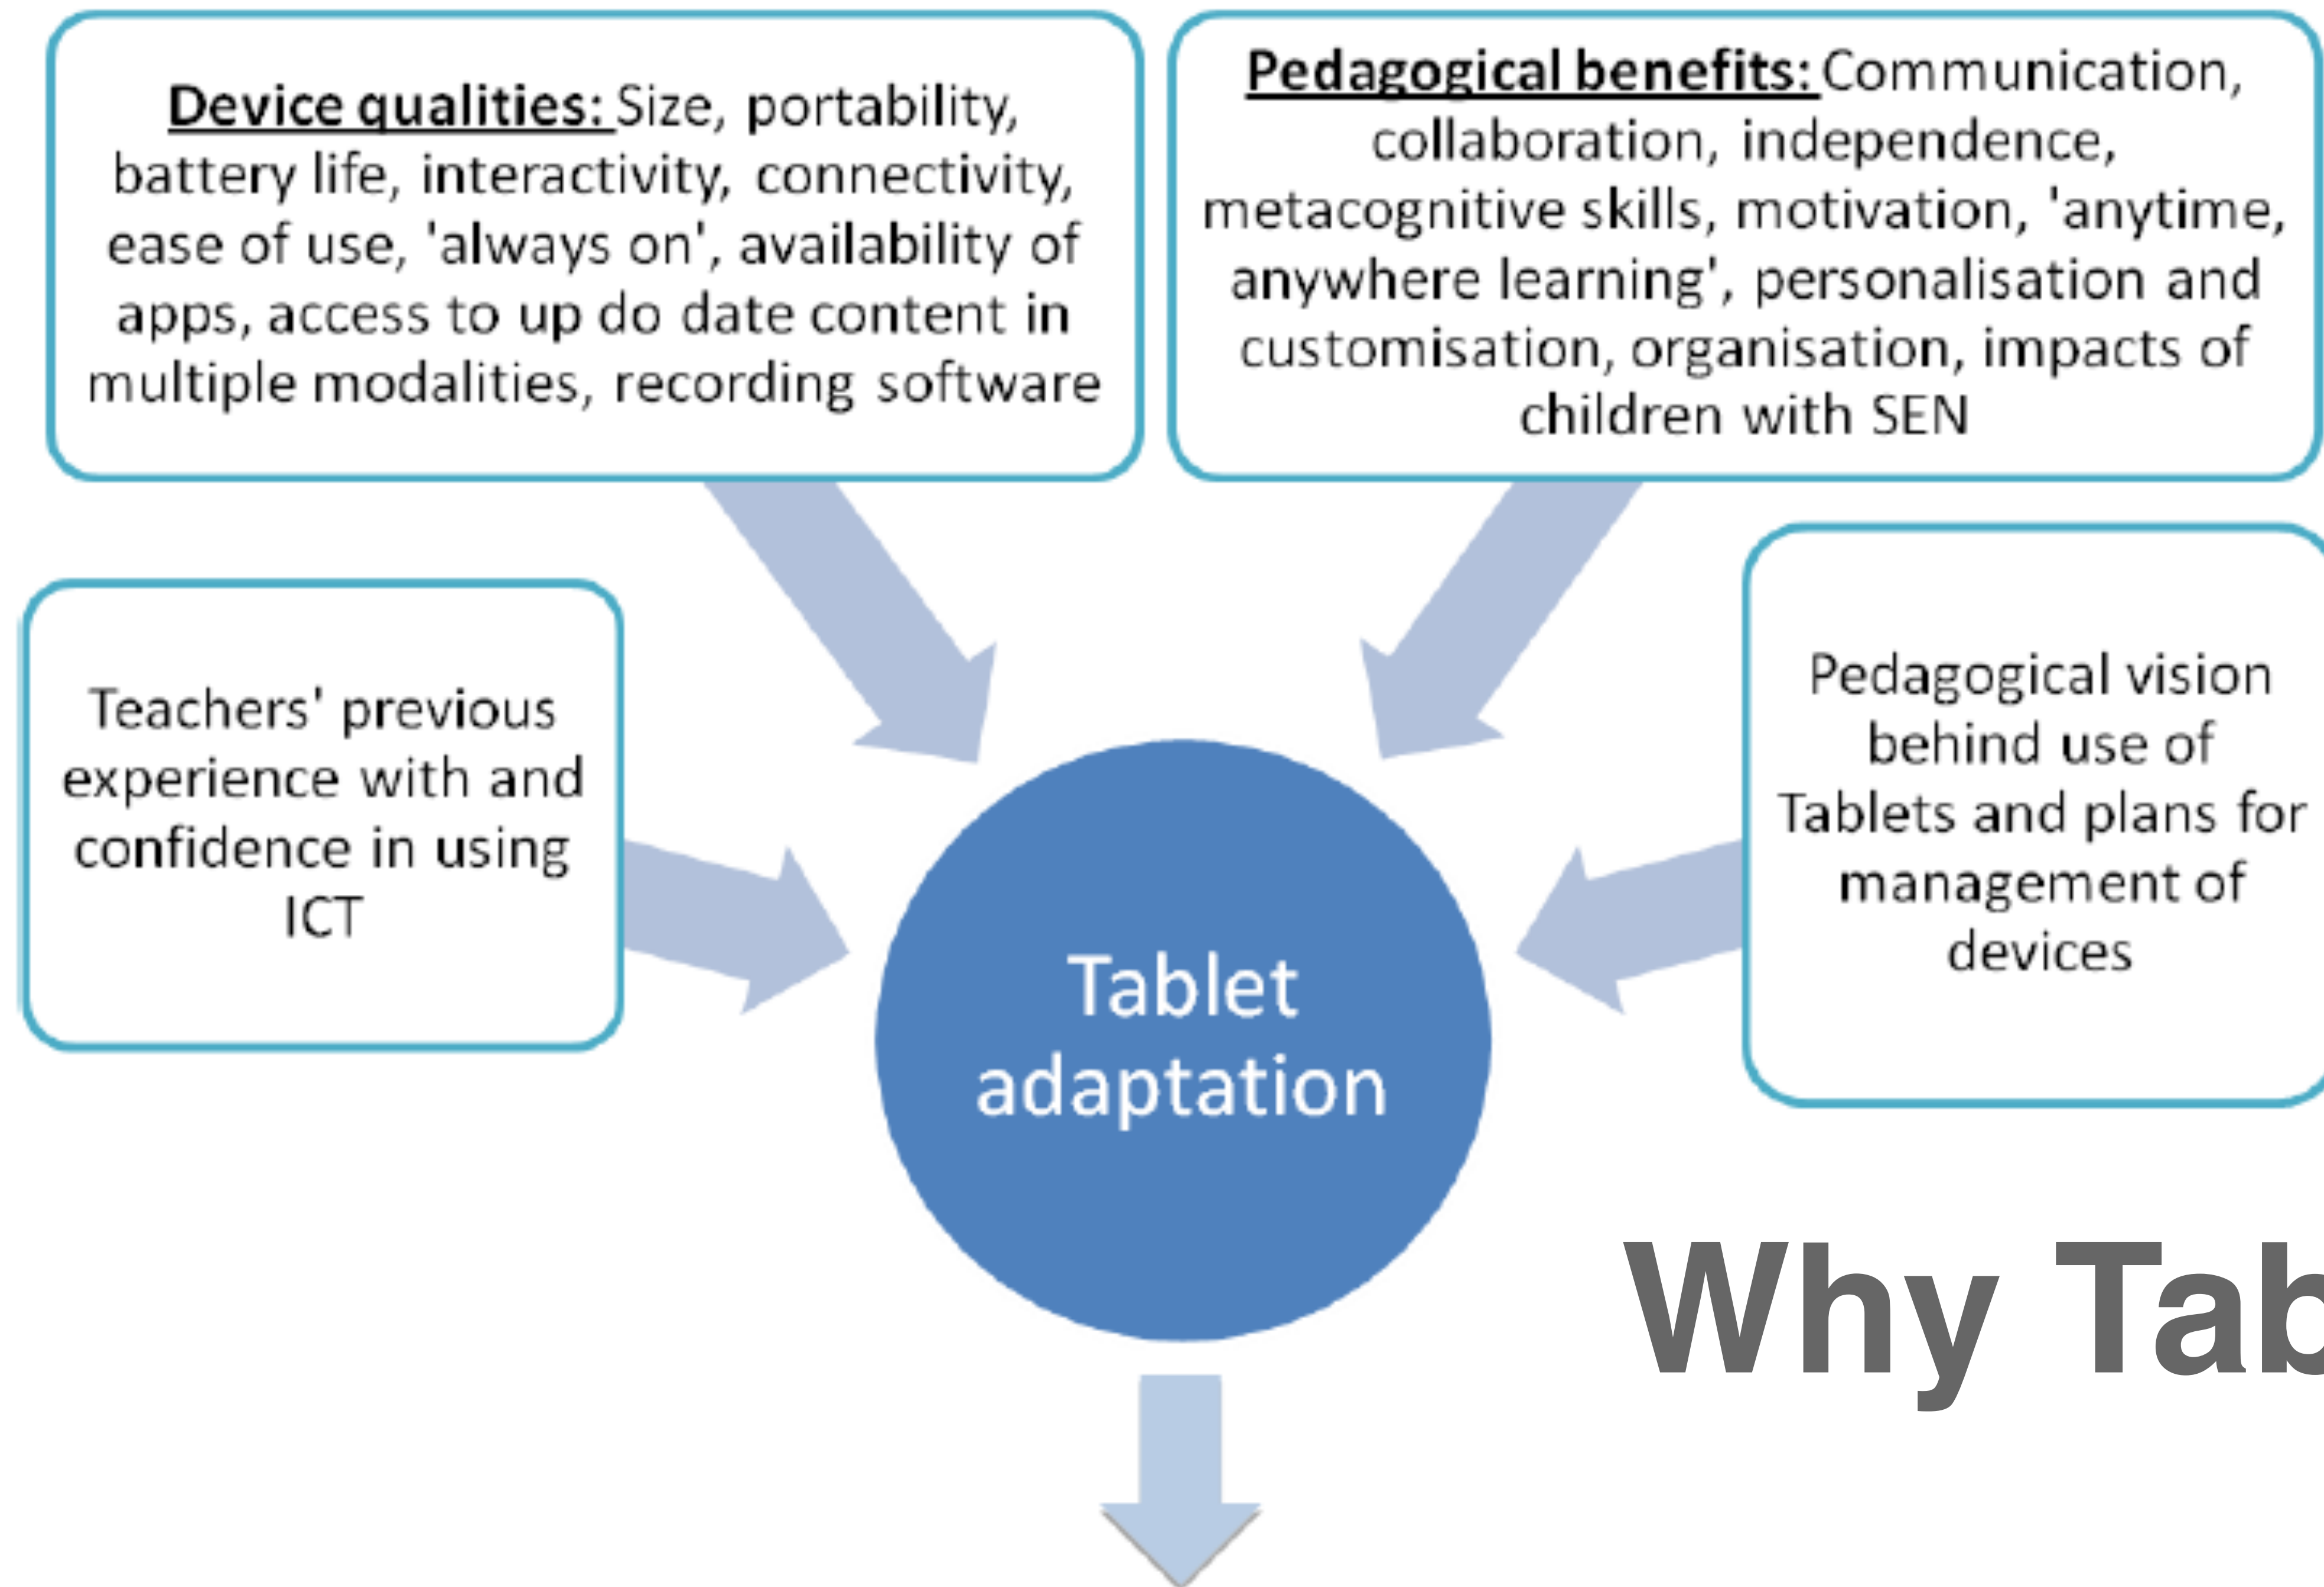 Device qualities: Size, portability,
battery life, interactivity, connectivity,
ease of use, 'always on', availability of
apps, access to up do date content in
multiple modalities, recording software
Pedagogical benefits: Communication,
collaboration, independence,
metacognitive skills, motivation, 'anytime,
anywhere learning', personalisation and
customisation, organisation, impacts of
children with SEN
Teachers' previous
experience with and
confidence in using
ICT
Pedagogical vision
behind use of
Tablets and plans for
management of
devices
Tablet
adaptation
Why Tab